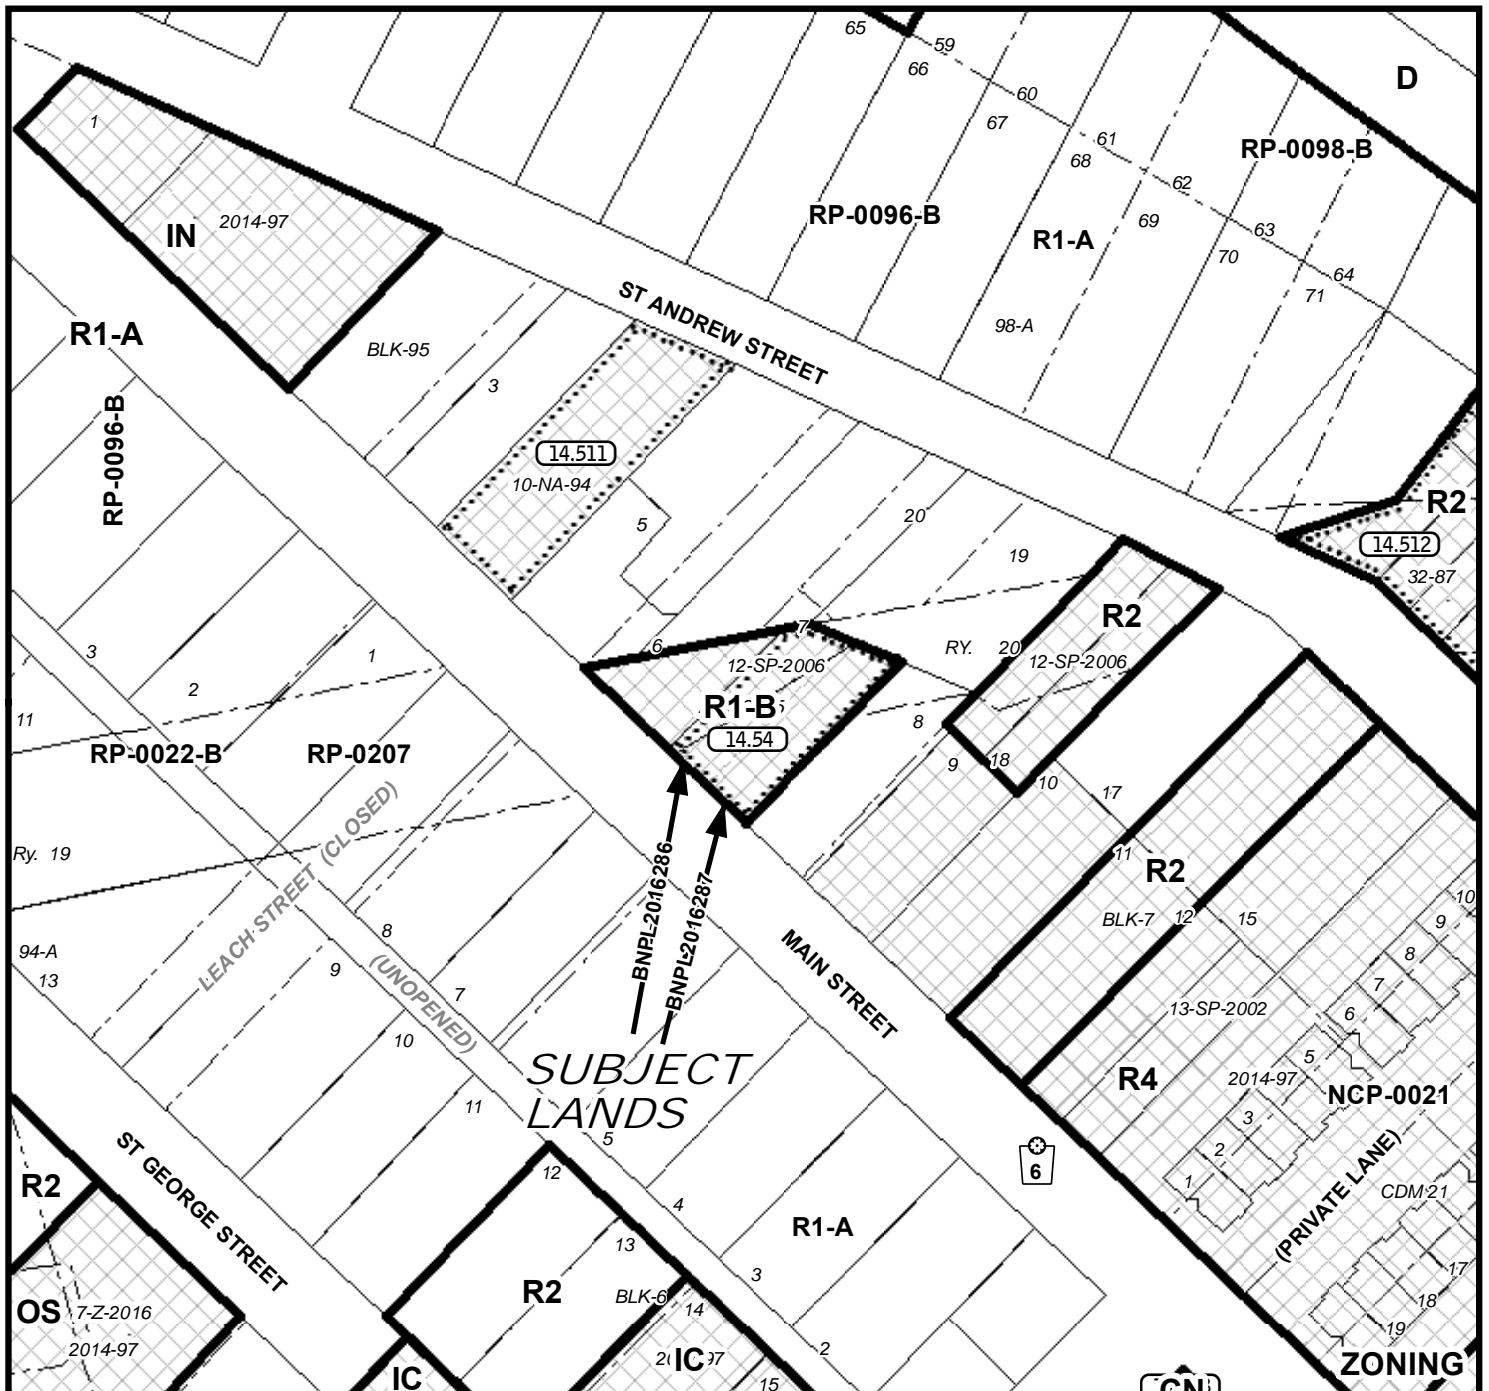 65
59
66
D
60
67
1
61
68
RP-0098-B
62
RP-0096-B
69
2014-97
IN
R1-A
63
70
64
71
ST ANDREW STREET
98-A
R1-A
BLK-95
3
RP-0096-B
14.511
10-NA-94
5
20
R2
14.512
32-87
19
R2
7
6
RY. 20
12-SP-2006
12-SP-2006
3
1
2
R1-B
14.54
11
8
RP-0022-B
RP-0207
9
18
10
17
LEACH STREET (CLOSED)
Ry. 19
11
R2
BNPL2016286
BNPL2016287
10
BLK-7
12
15
9
8
(UNOPENED)
MAIN STREET
94-A
8
13
9
7
7
13-SP-2002
6
10
5
SUBJECT
LANDS
R4
2014-97
NCP-0021
11
3
5
2
ST GEORGE STREET
6
(PRIVATE LANE)
R2
12
1
CDM 21
4
R1-A
13
3
17
R2
BLK-6
14
18
OS
7-Z-2016
19
2014-97
2
IC
IC
15
ZONING
CN